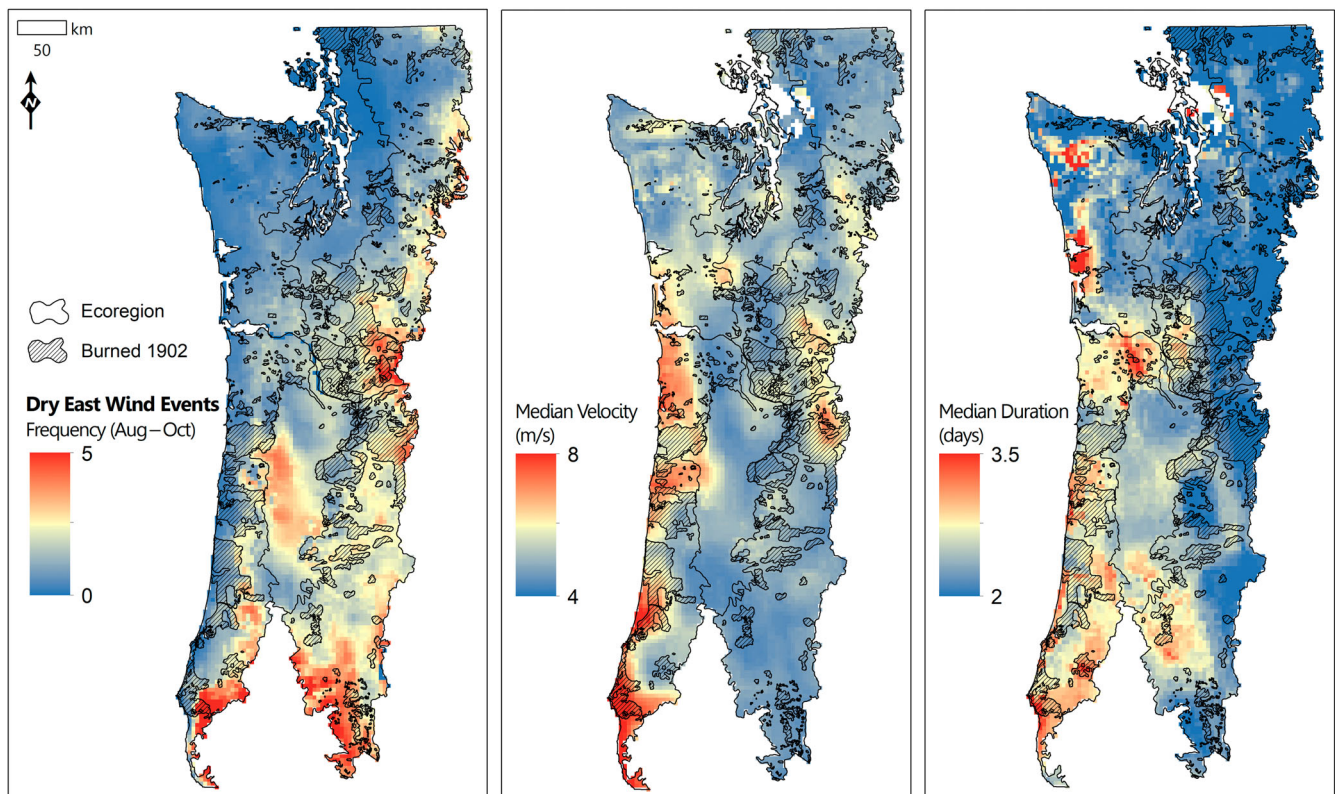 km
50
N
Ecoregion
Burned 1902
Dry East Wind Events
Frequency (Aug – Oct)
5
0
Median Velocity
(m/s)
8
4
Median Duration
(days)
3.5
2